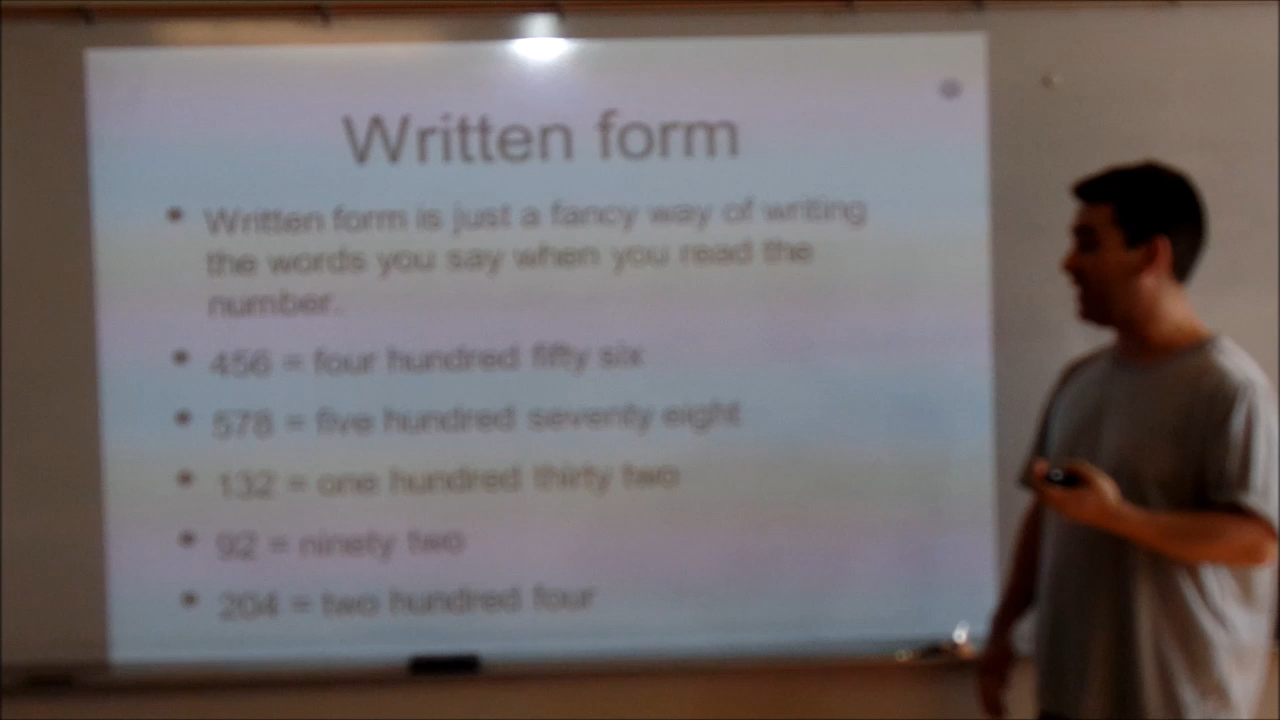 Written form
• Written form is just a fancy way of writing
the words you say when you read the
number.
• 456 = four hundred fifty six
• 578 = five hundred seventy eight
• 132 = one hundred thirty two
• 92 = ninety two
• 204 = two hundred four